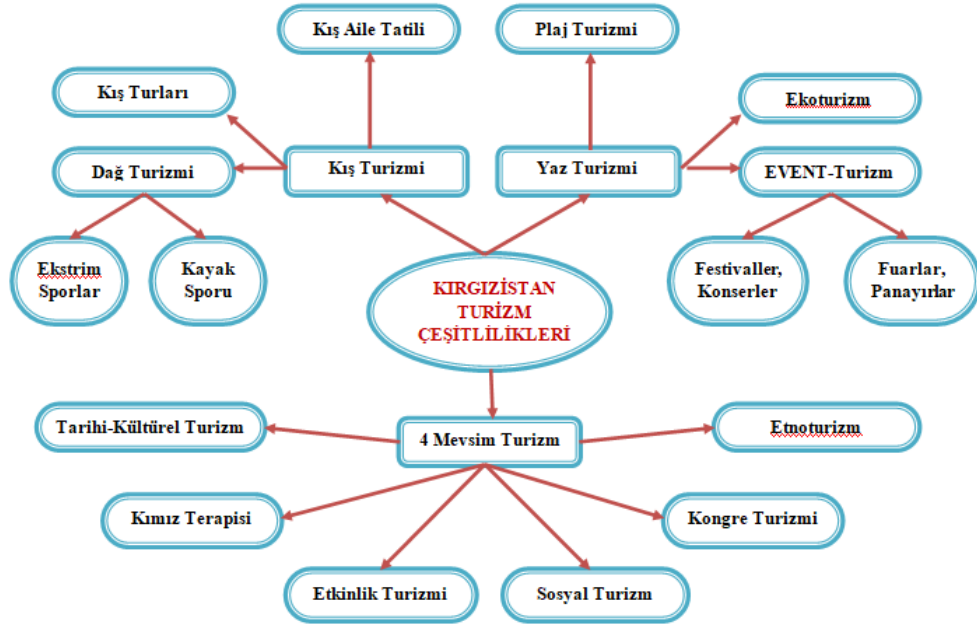 Kış Aile Tatili
Plaj Turizmi
Kış Turları
Ekoturizm
Dağ Turizmi
Kış Turizmi
Yaz Turizmi
EVENT-Turizm
Ekstrim
Sporlar
Kayak
Sporu
Festivaller,
Konserler
Fuarlar,
Panayırlar
KIRGIZİSTAN
TURİZM
ÇEŞİTLİLİKLERİ
Tarihi-Kültürel Turizm
4 Mevsim Turizm
Etnoturizm
Kımız Terapisi
Kongre Turizmi
Etkinlik Turizmi
Sosyal Turizm